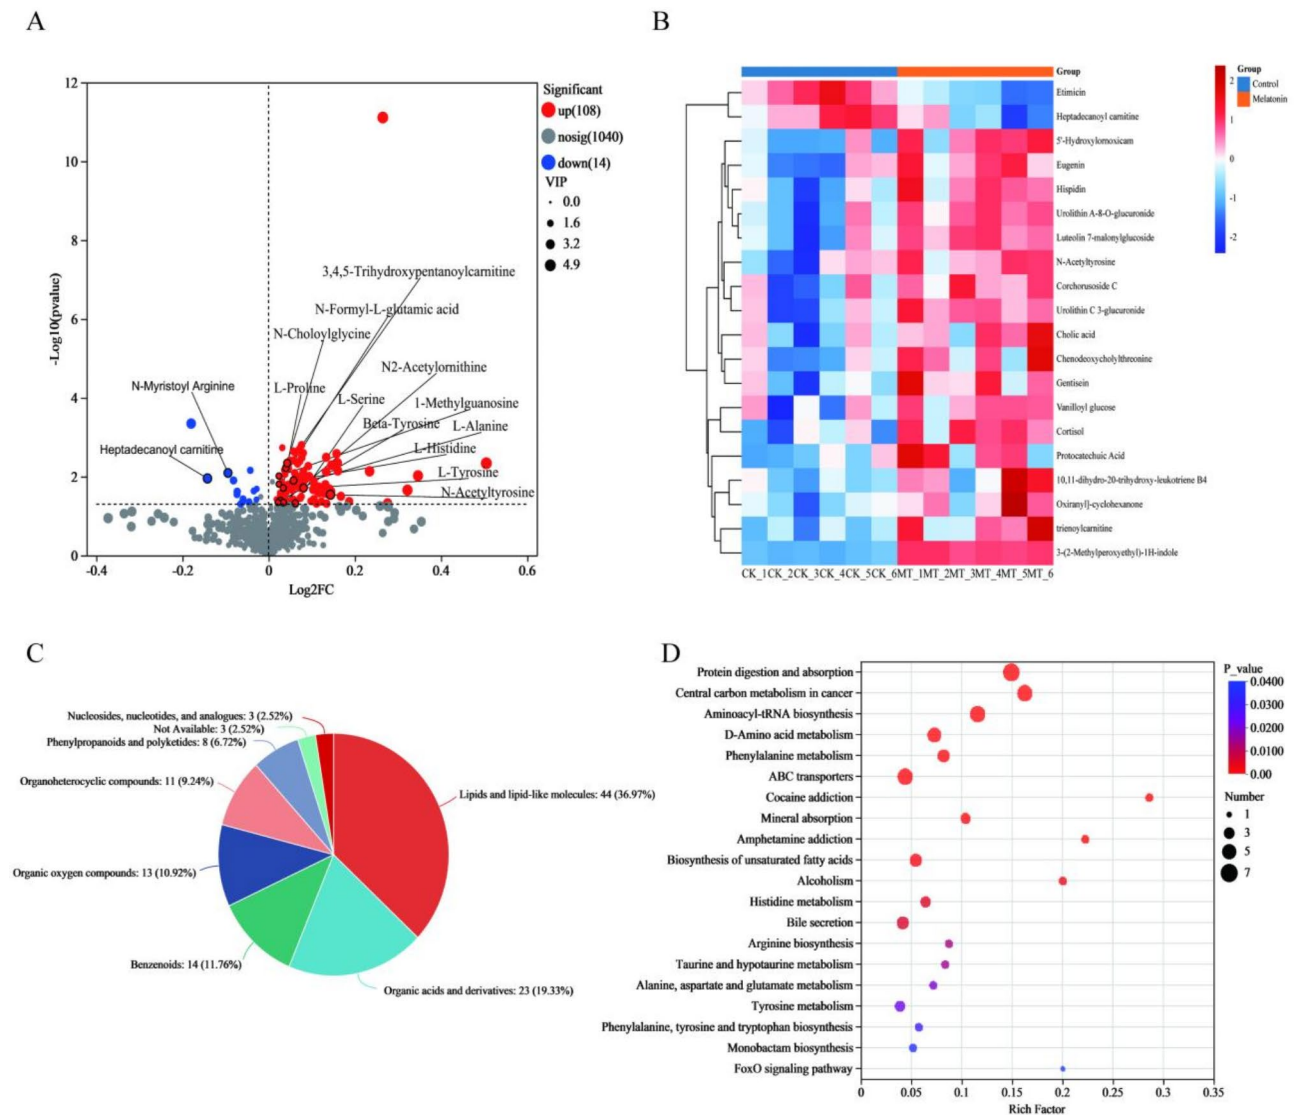 A
12
10
8
6
4
2
0
-Log10(pvalue)
-0.4
-0.2
0
0.2
0.4
0.6
Log2FC
Significant
up(108)
nosig(1040)
down(14)
VIP
0.0
1.6
3.2
4.9
3,4,5-Trihydroxypentanoylcarnitine
N-Formyl-L-glutamic acid
N-Choloylglycine
N2-Acetylornithine
N-Myristoyl Arginine
L-Proline
L-Serine
1-Methylguanosine
Beta-Tyrosine
L-Alanine
Heptadecanoyl carnitine
L-Histidine
L-Tyrosine
N-Acetyltyrosine
B
Group
Etimicin
Heptadecanoyl carnitine
5'-Hydroxylornoxicam
Eugenin
Hispidin
Urolithin A-8-O-glucuronide
Luteolin 7-malonylglucoside
N-Acetyltyrosine
Corchorusoside C
Urolithin C 3-glucuronide
Cholic acid
Chenodeoxycholylthreonine
Gentisein
Vanilloyl glucose
Cortisol
Protocatechuic Acid
10,11-dihydro-20-trihydroxy-leukotriene B4
Oxiranyl]-cyclohexanone
trienoylcarnitine
3-(2-Methylperoxyethyl)-1H-indole
CK_1CK_2CK_3CK_4CK_5CK_6MT_1MT_2MT_3MT_4MT_5MT_6
2
1
0
-1
-2
Group
Control
Melatonin
C
Nucleosides, nucleotides, and analogues: 3 (2.52%)
Not Available: 3 (2.52%)
Phenylpropanoids and polyketides: 8 (6.72%)
Organoheterocyclic compounds: 11 (9.24%)
Lipids and lipid-like molecules: 44 (36.97%)
Organic oxygen compounds: 13 (10.92%)
Benzenoids: 14 (11.76%)
Organic acids and derivatives: 23 (19.33%)
D
Protein digestion and absorption
Central carbon metabolism in cancer
Aminoacyl-tRNA biosynthesis
D-Amino acid metabolism
Phenylalanine metabolism
ABC transporters
Cocaine addiction
Mineral absorption
Amphetamine addiction
Biosynthesis of unsaturated fatty acids
Alcoholism
Histidine metabolism
Bile secretion
Arginine biosynthesis
Taurine and hypotaurine metabolism
Alanine, aspartate and glutamate metabolism
Tyrosine metabolism
Phenylalanine, tyrosine and tryptophan biosynthesis
Monobactam biosynthesis
FoxO signaling pathway
0
0.05
0.1
0.15
0.2
0.25
0.3
0.35
Rich Factor
P_value
0.0400
0.0300
0.0200
0.0100
0.00
Number
1
3
5
7